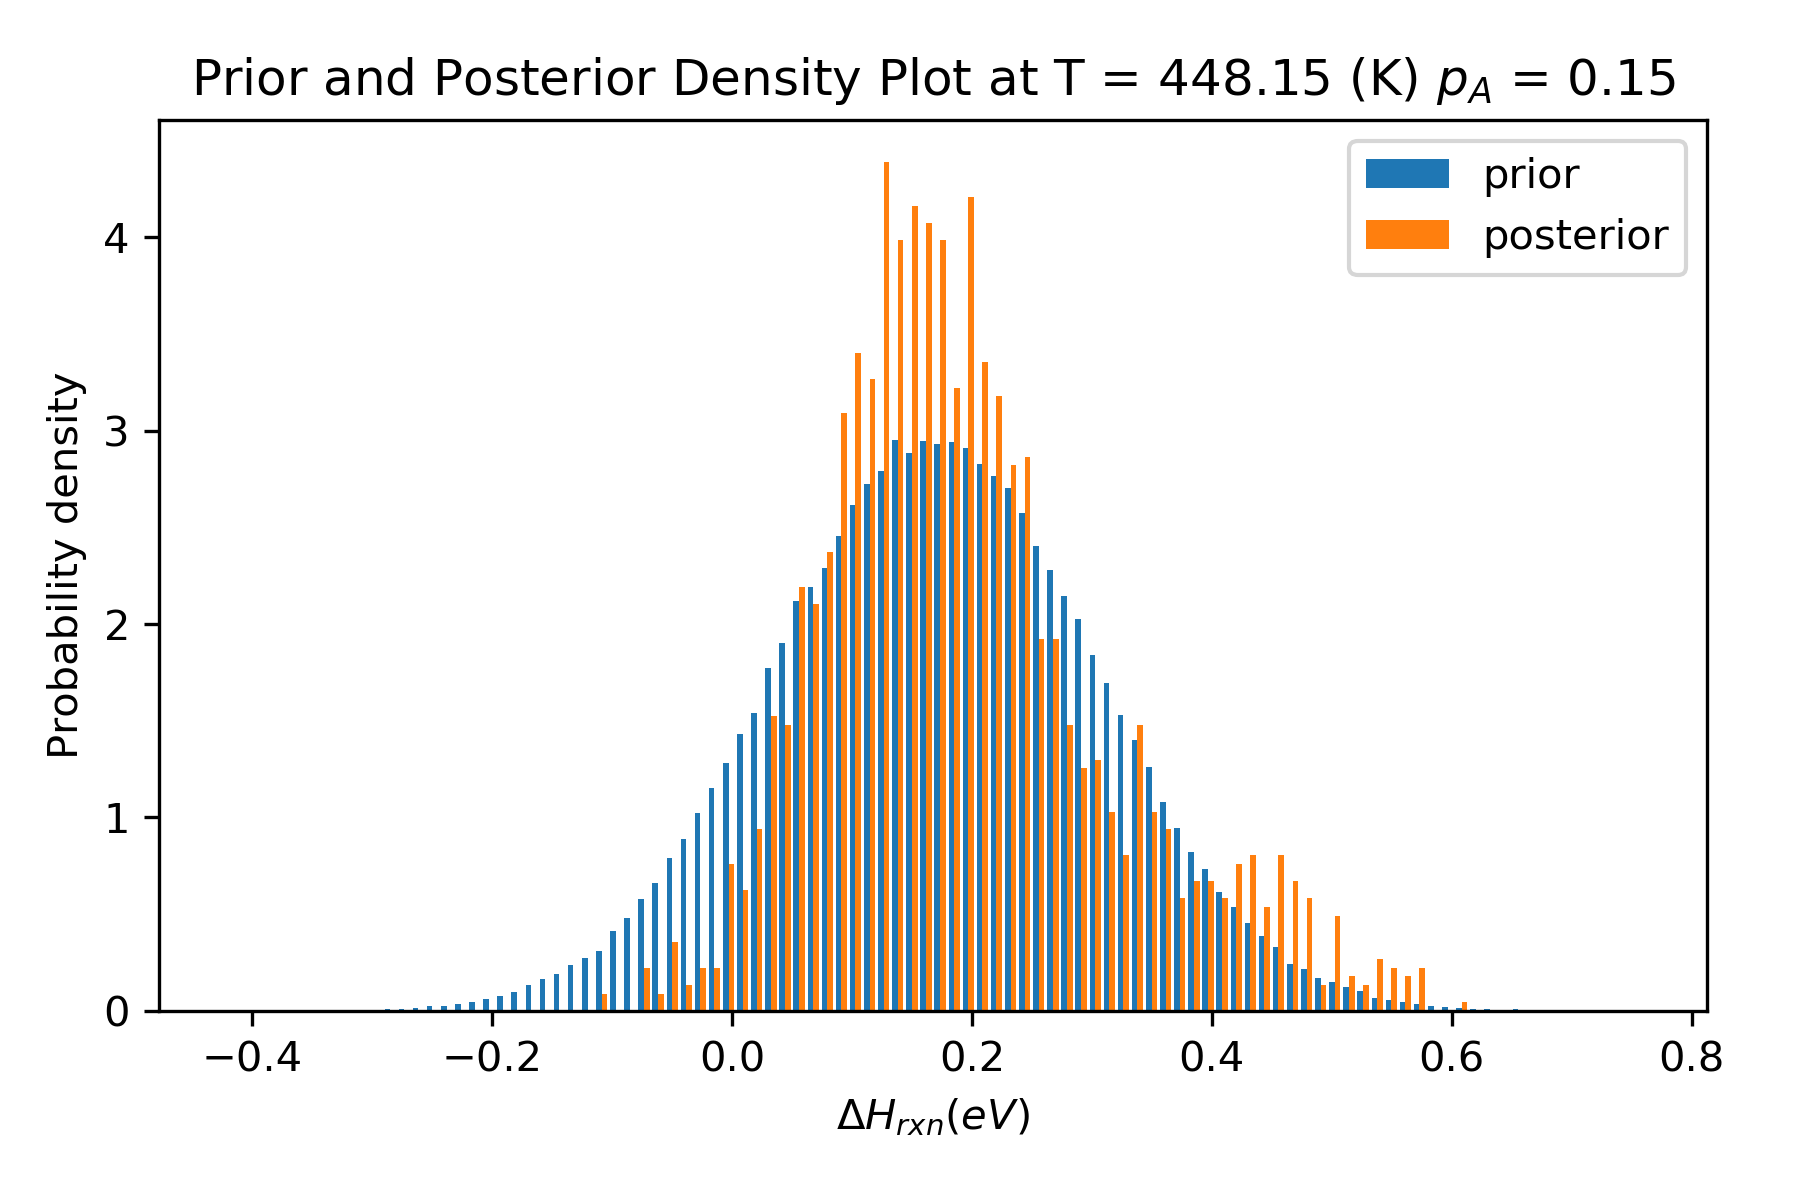 Prior and Posterior Density Plot at T = 448.15 (K) p_A = 0.15
prior
posterior
Probability density
4
3
2
1
0
−0.4 −0.2 0.0 0.2 0.4 0.6 0.8
ΔH_rxn(eV)